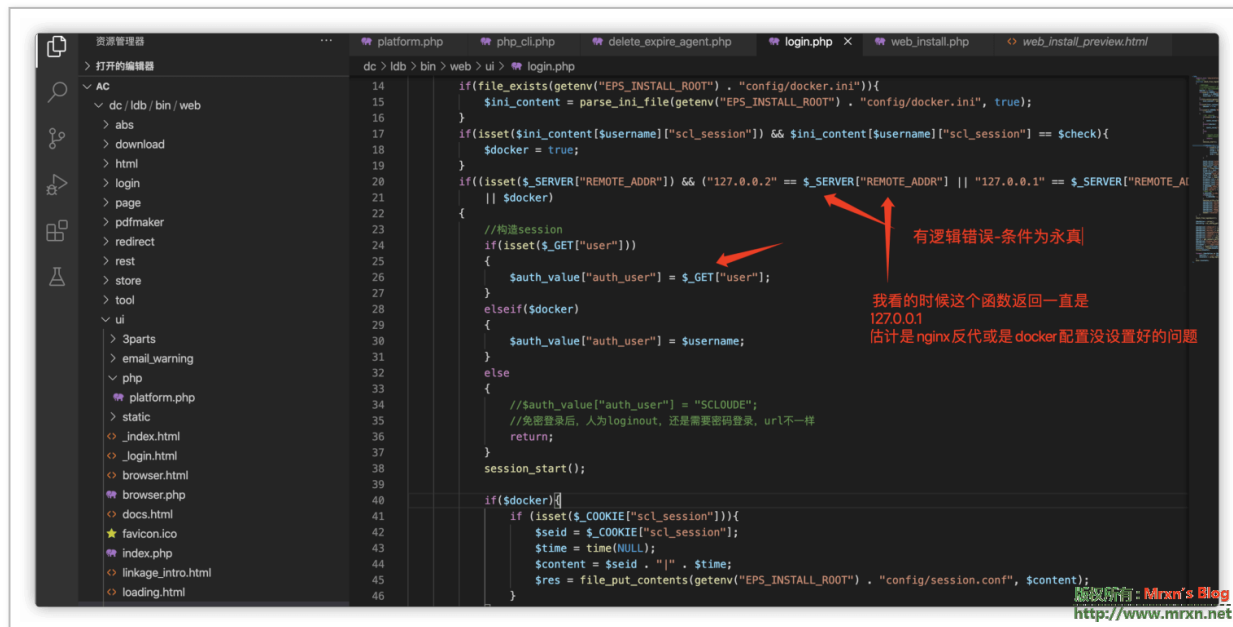 资源管理器
···
platform.php
php_cli.php
delete_expire_agent.php
login.php
web_install.php
web_install_preview.html
打开的编辑器
dc > ldb > bin > web > ui > login.php
AC
dc / ldb / bin / web
abs
download
html
login
page
pdfmaker
redirect
rest
store
tool
ui
3parts
email_warning
php
platform.php
static
_index.html
_login.html
browser.html
browser.php
docs.html
favicon.ico
index.php
linkage_intro.html
loading.html
14 if(file_exists(getenv("EPS_INSTALL_ROOT") . "config/docker.ini")){
15 $ini_content = parse_ini_file(getenv("EPS_INSTALL_ROOT") . "config/docker.ini", true);
16 }
17 if(isset($ini_content[$username]["scl_session"]) && $ini_content[$username]["scl_session"] == $check){
18 $docker = true;
19 }
20 if((isset($_SERVER["REMOTE_ADDR"]) && ("127.0.0.2" == $_SERVER["REMOTE_ADDR"] || "127.0.0.1" == $_SERVER["REMOTE_AD
21 || $docker)
22 {
23 //构造session
24 if(isset($_GET["user"]))
25 {
26 $auth_value["auth_user"] = $_GET["user"];
27 }
28 elseif($docker)
29 {
30 $auth_value["auth_user"] = $username;
31 }
32 else
33 {
34 //$auth_value["auth_user"] = "SCLOUDE";
35 //免密登录后，人为loginout，还是需要密码登录，url不一样
36 return;
37 }
38 session_start();
39
40 if($docker){
41 if (isset($_COOKIE["scl_session"])){
42 $seid = $_COOKIE["scl_session"];
43 $time = time(NULL);
44 $content = $seid . "|" . $time;
45 $res = file_put_contents(getenv("EPS_INSTALL_ROOT") . "config/session.conf", $content);
46 }
有逻辑错误-条件为永真
我看的时候这个函数返回一直是
127.0.0.1
估计是 nginx 反代或是 docker 配置没设置好的问题
版权所有：Mrxn's Blog
http://www.mrxn.net